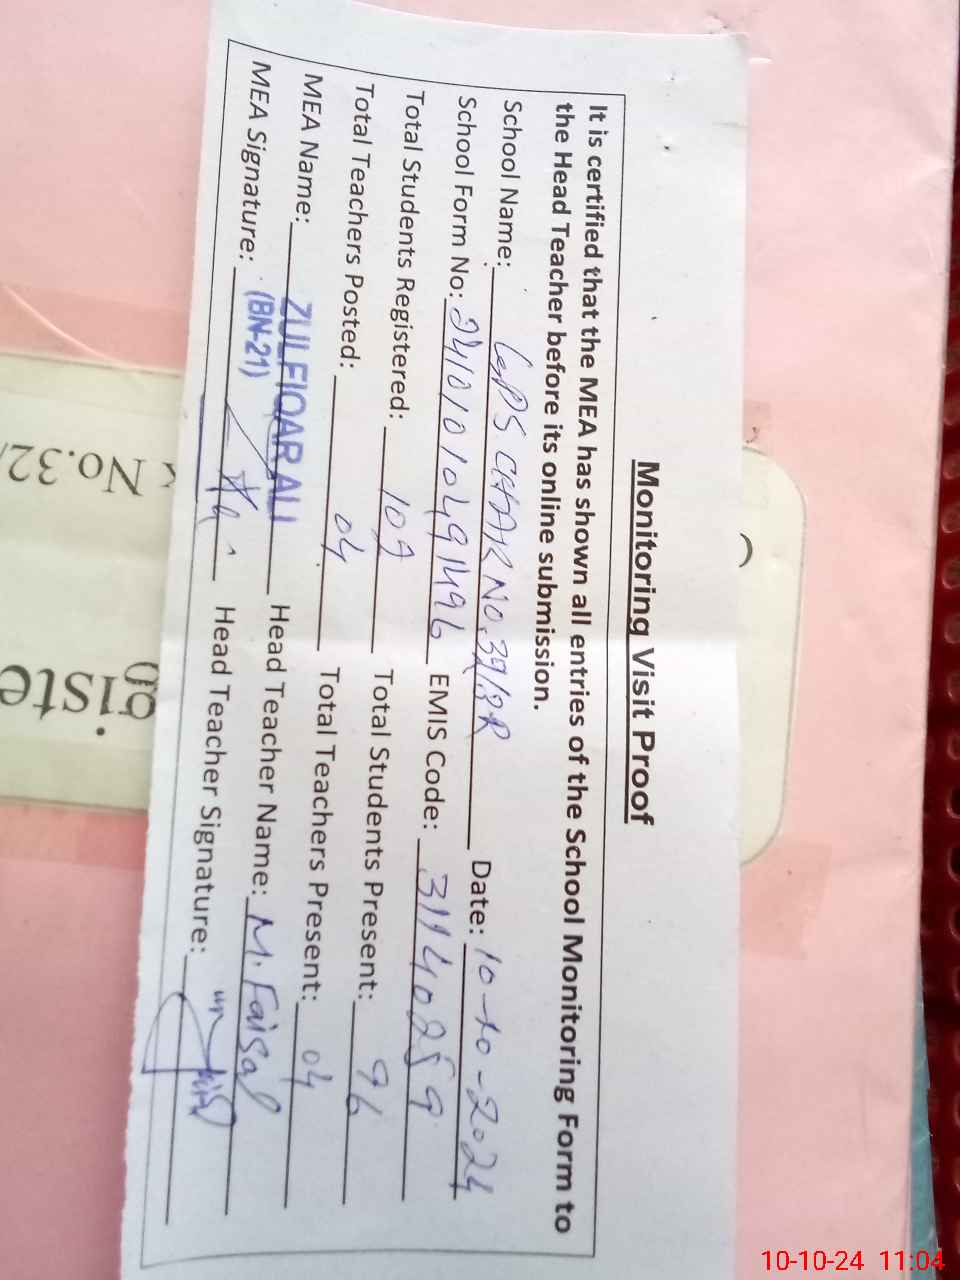 Monitoring Visit Proof
It is certified that the MEA has shown all entries of the School Monitoring Form to
the Head Teacher before its online submission.
School Name: GPS CHAK NO. 32/2R Date: 10-10-2024
School Form No: 24101010491496 EMIS Code: 31140259
Total Students Registered: 107 Total Students Present: 96
Total Teachers Posted: 04 Total Teachers Present: 04
MEA Name: ZULFIQAR ALI Head Teacher Name: M. Faisal
(BN-21)
MEA Signature: Head Teacher Signature:
No.32/
giste
10-10-24 11:04